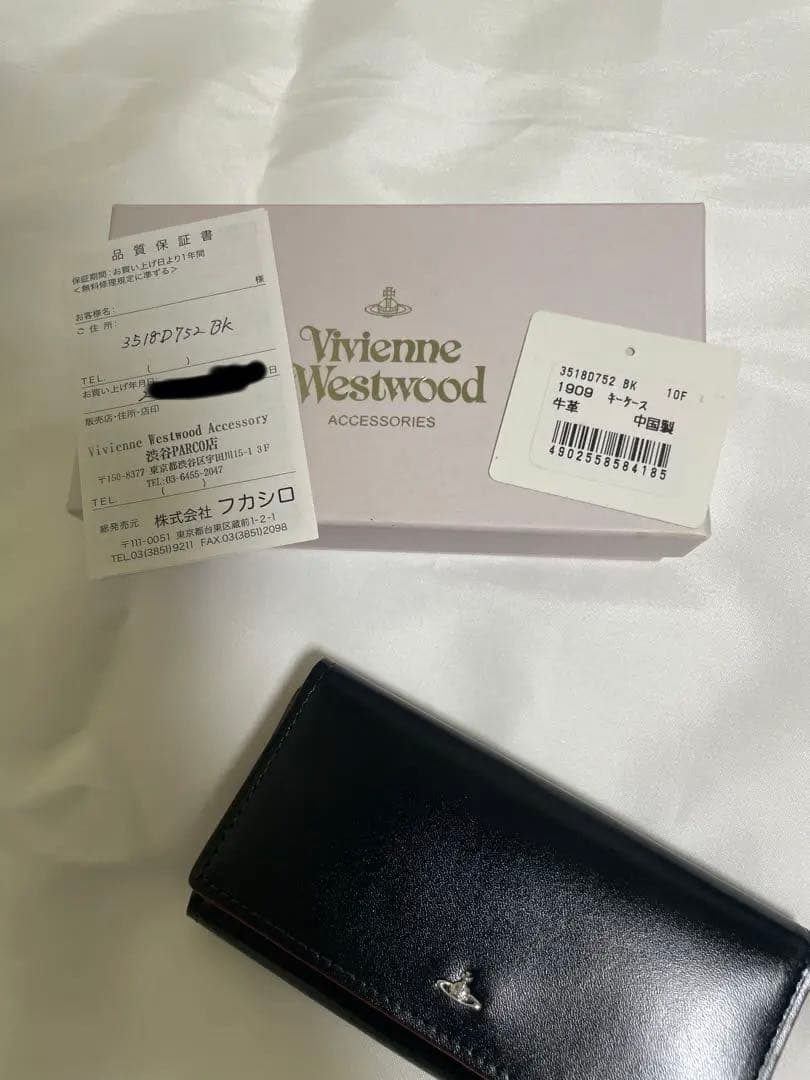 品質保証書
保証期間：お買い上げ日より1年間
＜無料修理規定に準ずる＞
お客様名： 様
ご住所：
3518D752 BK
TEL. ( )
お買い上げ年月日 日
販売店・住所・店印
Vivienne Westwood Accessory
渋谷PARCO店
〒150-8377 東京都渋谷区宇田川15-1 3F
TEL:03-6455-2047
TEL. ( )
総発売元 株式会社 フカシロ
〒111-0051 東京都台東区蔵前1-2-1
TEL.03(3851)9211 FAX.03(3851)2098
Vivienne
Westwood
ACCESSORIES
3518D752 BK 10F
1909 キーケース
牛革 中国製
4902558584185